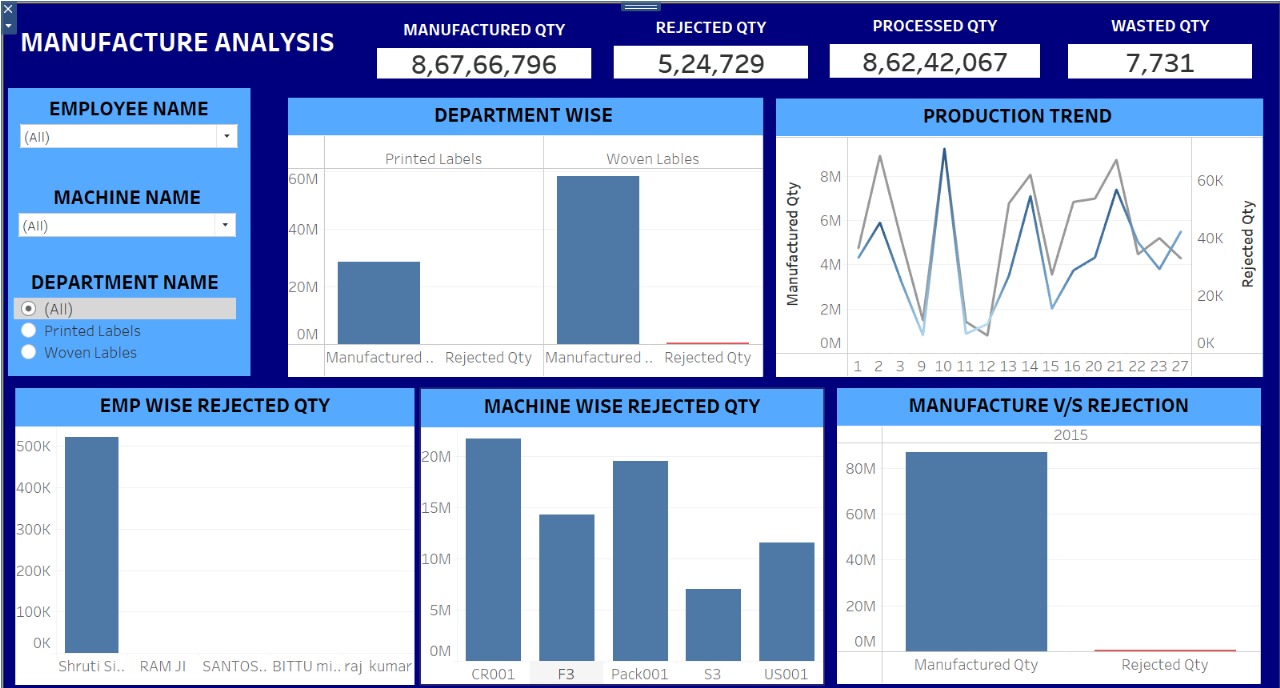 MANUFACTURE ANALYSIS
MANUFACTURED QTY
8,67,66,796
REJECTED QTY
5,24,729
PROCESSED QTY
8,62,42,067
WASTED QTY
7,731
EMPLOYEE NAME
(All)
MACHINE NAME
(All)
DEPARTMENT NAME
(All)
Printed Labels
Woven Lables
DEPARTMENT WISE
Printed Labels
Woven Lables
60M
40M
20M
0M
Manufactured ..
Rejected Qty
Manufactured ..
Rejected Qty
PRODUCTION TREND
Manufactured Qty
8M
6M
4M
2M
0M
60K
40K
20K
0K
Rejected Qty
1 2 3 9 10 11 12 13 14 15 16 20 21 22 23 27
EMP WISE REJECTED QTY
500K
400K
300K
200K
100K
0K
Shruti Si.. RAM JI SANTOS.. BITTU mi.. raj kumar
MACHINE WISE REJECTED QTY
20M
15M
10M
5M
0M
CR001 F3 Pack001 S3 US001
MANUFACTURE V/S REJECTION
2015
80M
60M
40M
20M
0M
Manufactured Qty
Rejected Qty